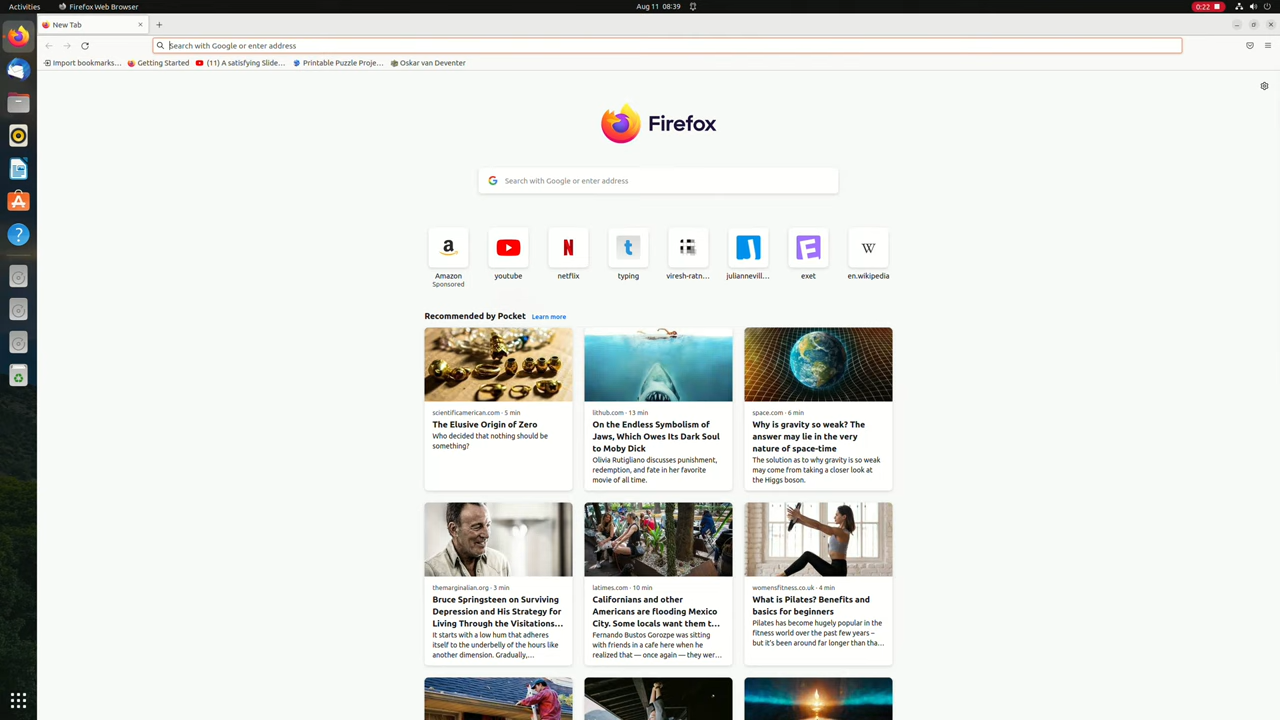 Activities
Firefox Web Browser
Aug 11 08:39
0:22
New Tab
Search with Google or enter address
Import bookmarks...
Getting Started
(11) A satisfying Slide...
Printable Puzzle Proje...
Oskar van Deventer
Firefox
Search with Google or enter address
Amazon
Sponsored
youtube
netflix
typing
viresh-ratn...
juliannevill...
exet
en.wikipedia
Recommended by Pocket Learn more
scientificamerican.com · 5 min
The Elusive Origin of Zero
Who decided that nothing should be
something?
lithub.com · 13 min
On the Endless Symbolism of
Jaws, Which Owes Its Dark Soul
to Moby Dick
Olivia Rutigliano discusses punishment,
redemption, and fate in her favorite
movie of all time.
space.com · 6 min
Why is gravity so weak? The
answer may lie in the very
nature of space-time
The solution as to why gravity is so weak
may come from taking a closer look at
the Higgs boson.
themarginalian.org · 3 min
Bruce Springsteen on Surviving
Depression and His Strategy for
Living Through the Visitations...
It starts with a low hum that adheres
itself to the underbelly of the hours like
another dimension. Gradually,...
latimes.com · 10 min
Californians and other
Americans are flooding Mexico
City. Some locals want them t...
Fernando Bustos Gorozpe was sitting
with friends in a cafe here when he
realized that — once again — they wer...
womensfitness.co.uk · 4 min
What is Pilates? Benefits and
basics for beginners
Pilates has become hugely popular in the
fitness world over the past few years –
but it's been around far longer than tha...